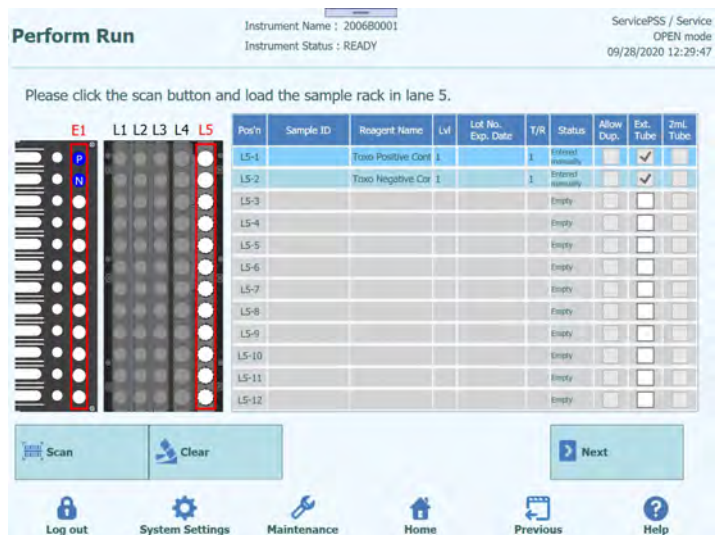 Perform Run
Instrument Name : 2006B0001
Instrument Status : READY
ServicePSS / Service
OPEN mode
09/28/2020 12:29:47
Please click the scan button and load the sample rack in lane 5.
E1 L1 L2 L3 L4 L5
P
N
Pos'n Sample ID Reagent Name Lvl Lot No. Exp. Date T/R Status Allow Dup. Ext. Tube 2mL Tube
L5-1 Toxo Positive Cont 1 1 Entered manually
L5-2 Toxo Negative Cor 1 1 Entered manually
L5-3 Empty
L5-4 Empty
L5-5 Empty
L5-6 Empty
L5-7 Empty
L5-8 Empty
L5-9 Empty
L5-10 Empty
L5-11 Empty
L5-12 Empty
Scan
Clear
Next
Log out
System Settings
Maintenance
Home
Previous
Help